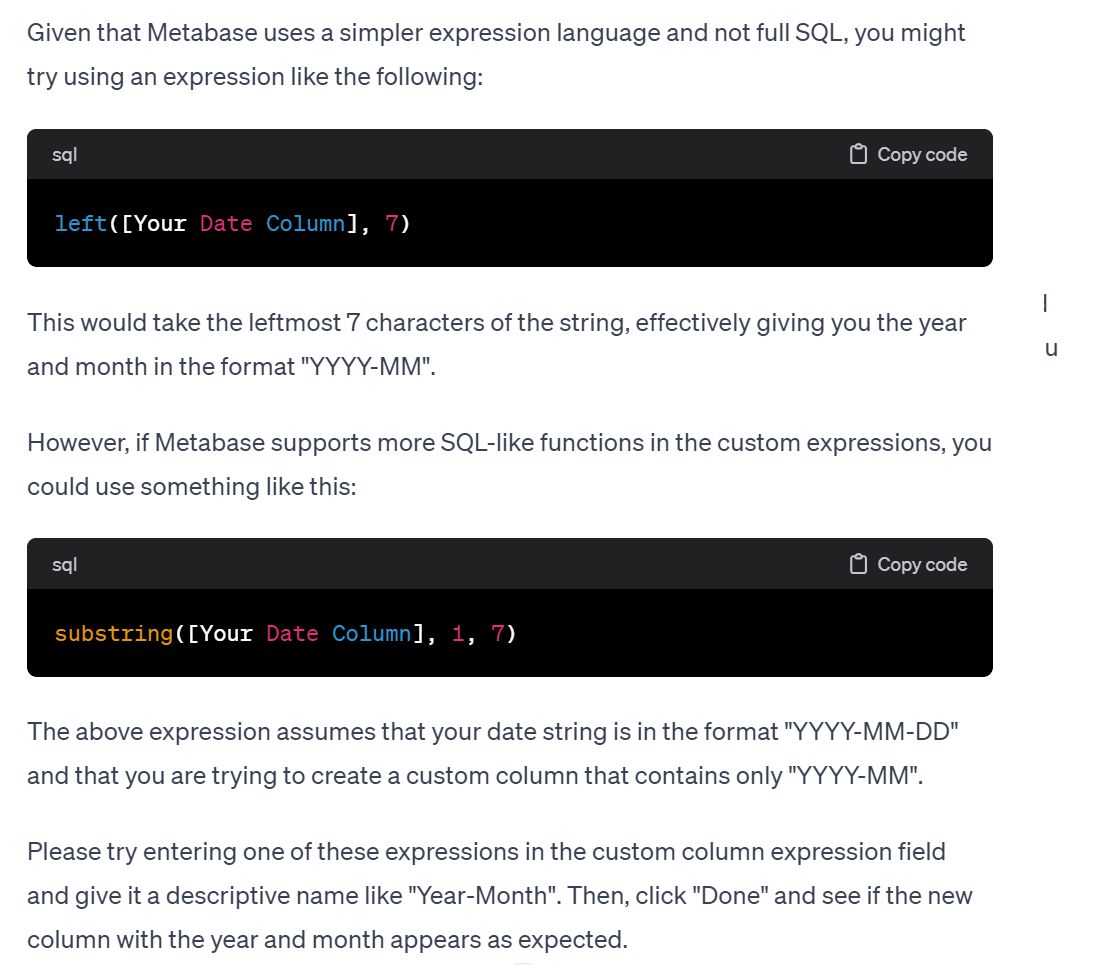 Given that Metabase uses a simpler expression language and not full SQL, you might
try using an expression like the following:
sql
Copy code
left([Your Date Column], 7)
This would take the leftmost 7 characters of the string, effectively giving you the year
and month in the format "YYYY-MM".
l
u
However, if Metabase supports more SQL-like functions in the custom expressions, you
could use something like this:
sql
Copy code
substring([Your Date Column], 1, 7)
The above expression assumes that your date string is in the format "YYYY-MM-DD"
and that you are trying to create a custom column that contains only "YYYY-MM".
Please try entering one of these expressions in the custom column expression field
and give it a descriptive name like "Year-Month". Then, click "Done" and see if the new
column with the year and month appears as expected.